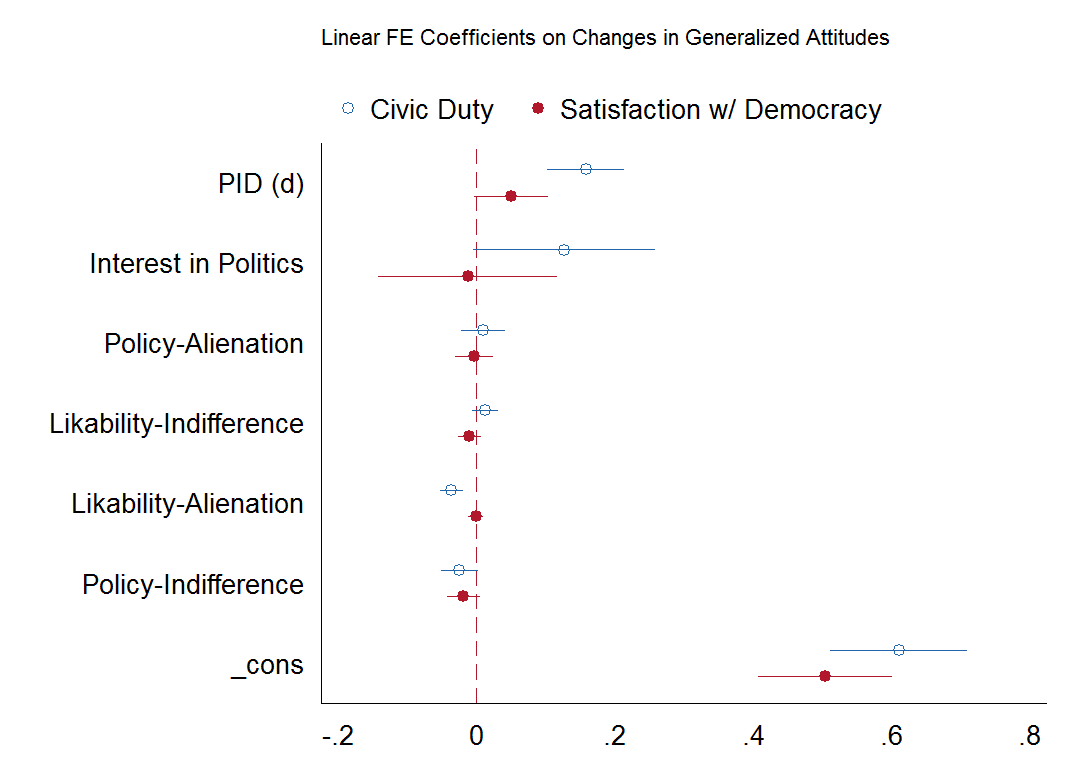 Linear FE Coefficients on Changes in Generalized Attitudes
Civic Duty Satisfaction w/ Democracy
PID (d)
Interest in Politics
Policy-Alienation
Likability-Indifference
Likability-Alienation
Policy-Indifference
_cons
-.2 0 .2 .4 .6 .8